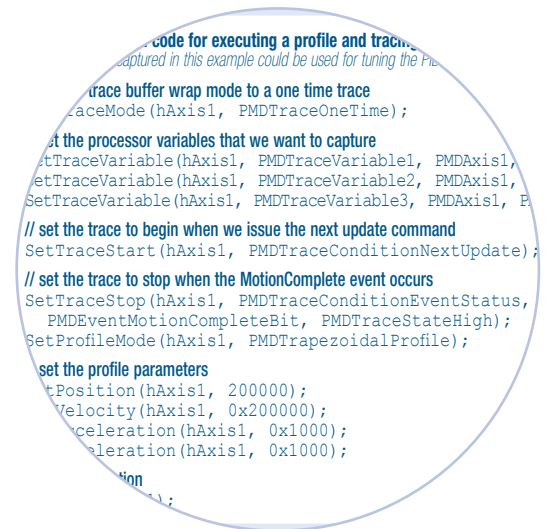 code for executing a profile and tracing
captured in this example could be used for tuning the PID
trace buffer wrap mode to a one time trace
raceMode(hAxis1, PMDTraceOneTime);
set the processor variables that we want to capture
SetTraceVariable(hAxis1, PMDTraceVariable1, PMDAxis1,
SetTraceVariable(hAxis1, PMDTraceVariable2, PMDAxis1,
SetTraceVariable(hAxis1, PMDTraceVariable3, PMDAxis1, P
// set the trace to begin when we issue the next update command
SetTraceStart(hAxis1, PMDTraceConditionNextUpdate);
// set the trace to stop when the MotionComplete event occurs
SetTraceStop(hAxis1, PMDTraceConditionEventStatus,
PMDEventMotionCompleteBit, PMDTraceStateHigh);
SetProfileMode(hAxis1, PMDTrapezoidalProfile);
set the profile parameters
tPosition(hAxis1, 200000);
Velocity(hAxis1, 0x200000);
cceleration(hAxis1, 0x1000);
eleration(hAxis1, 0x1000);
tion
);